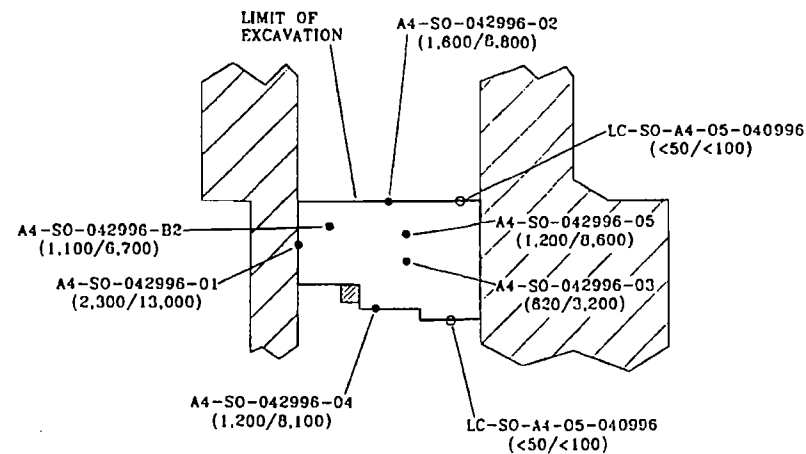 LIMIT OF
EXCAVATION
A4-SO-042996-02
(1,600/8,800)
LC-SO-A4-05-040996
(<50/<100)
A4-SO-042996-B2
(1,100/6,700)
A4-SO-042996-05
(1,200/8,600)
A4-SO-042996-01
(2,300/13,000)
A4-SO-042996-03
(620/3,200)
A4-SO-042996-04
(1,200/8,100)
LC-SO-A4-05-040996
(<50/<100)